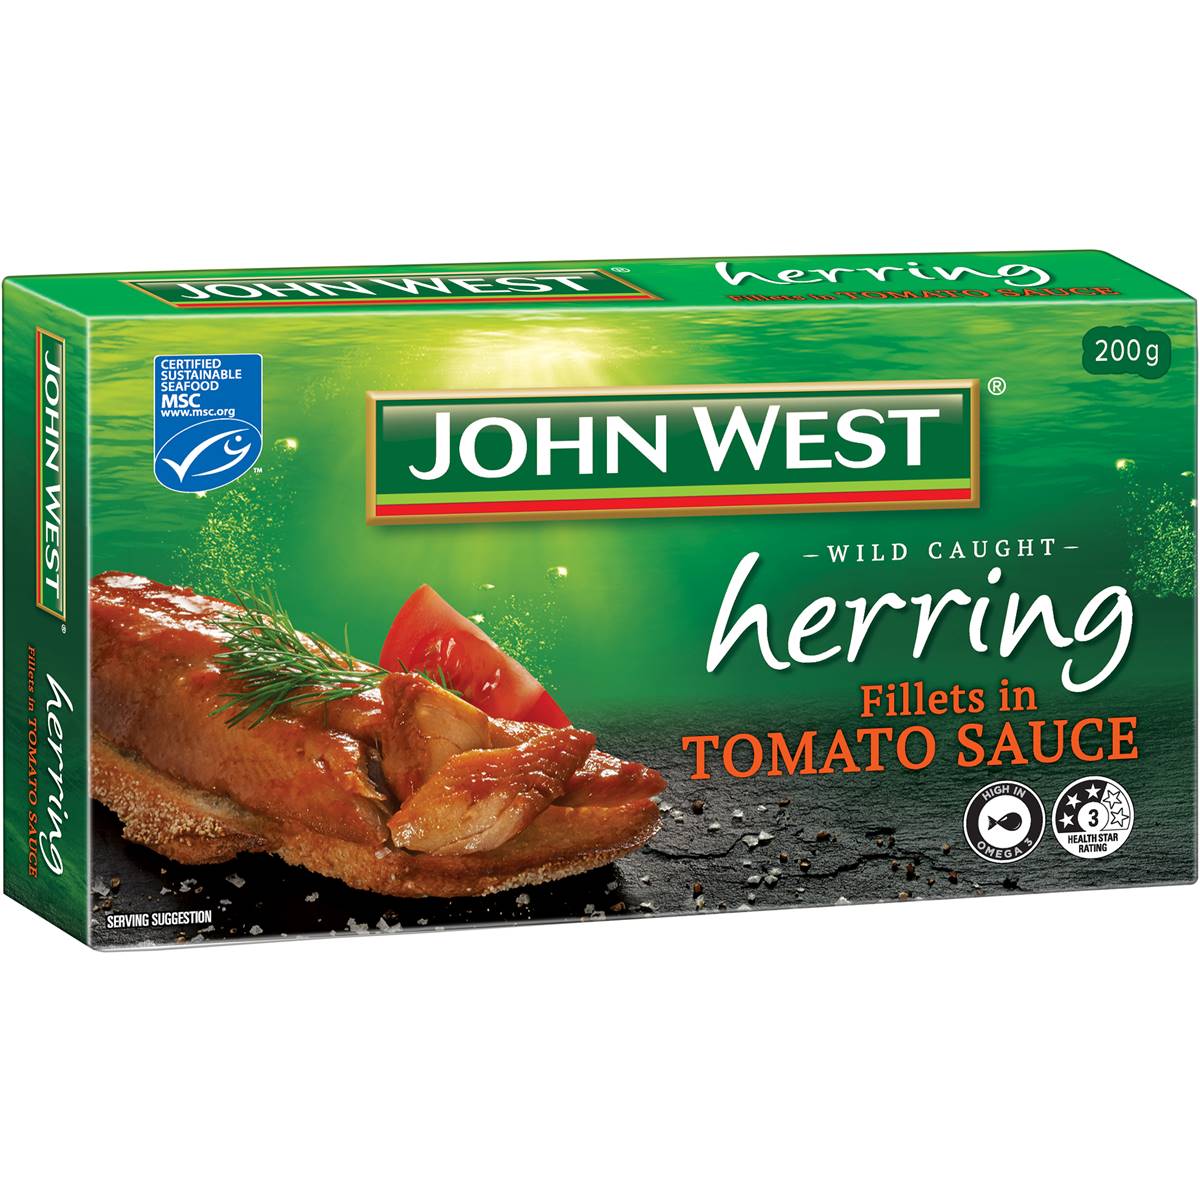 JOHN WEST®
herring
Fillets in TOMATO SAUCE
JOHN WEST®
herring
Fillets in TOMATO SAUCE
CERTIFIED
SUSTAINABLE
SEAFOOD
MSC
www.msc.org
™
200g
JOHN WEST®
–WILD CAUGHT–
herring
Fillets in
TOMATO SAUCE
HIGH IN
OMEGA 3
3
HEALTH STAR
RATING
SERVING SUGGESTION